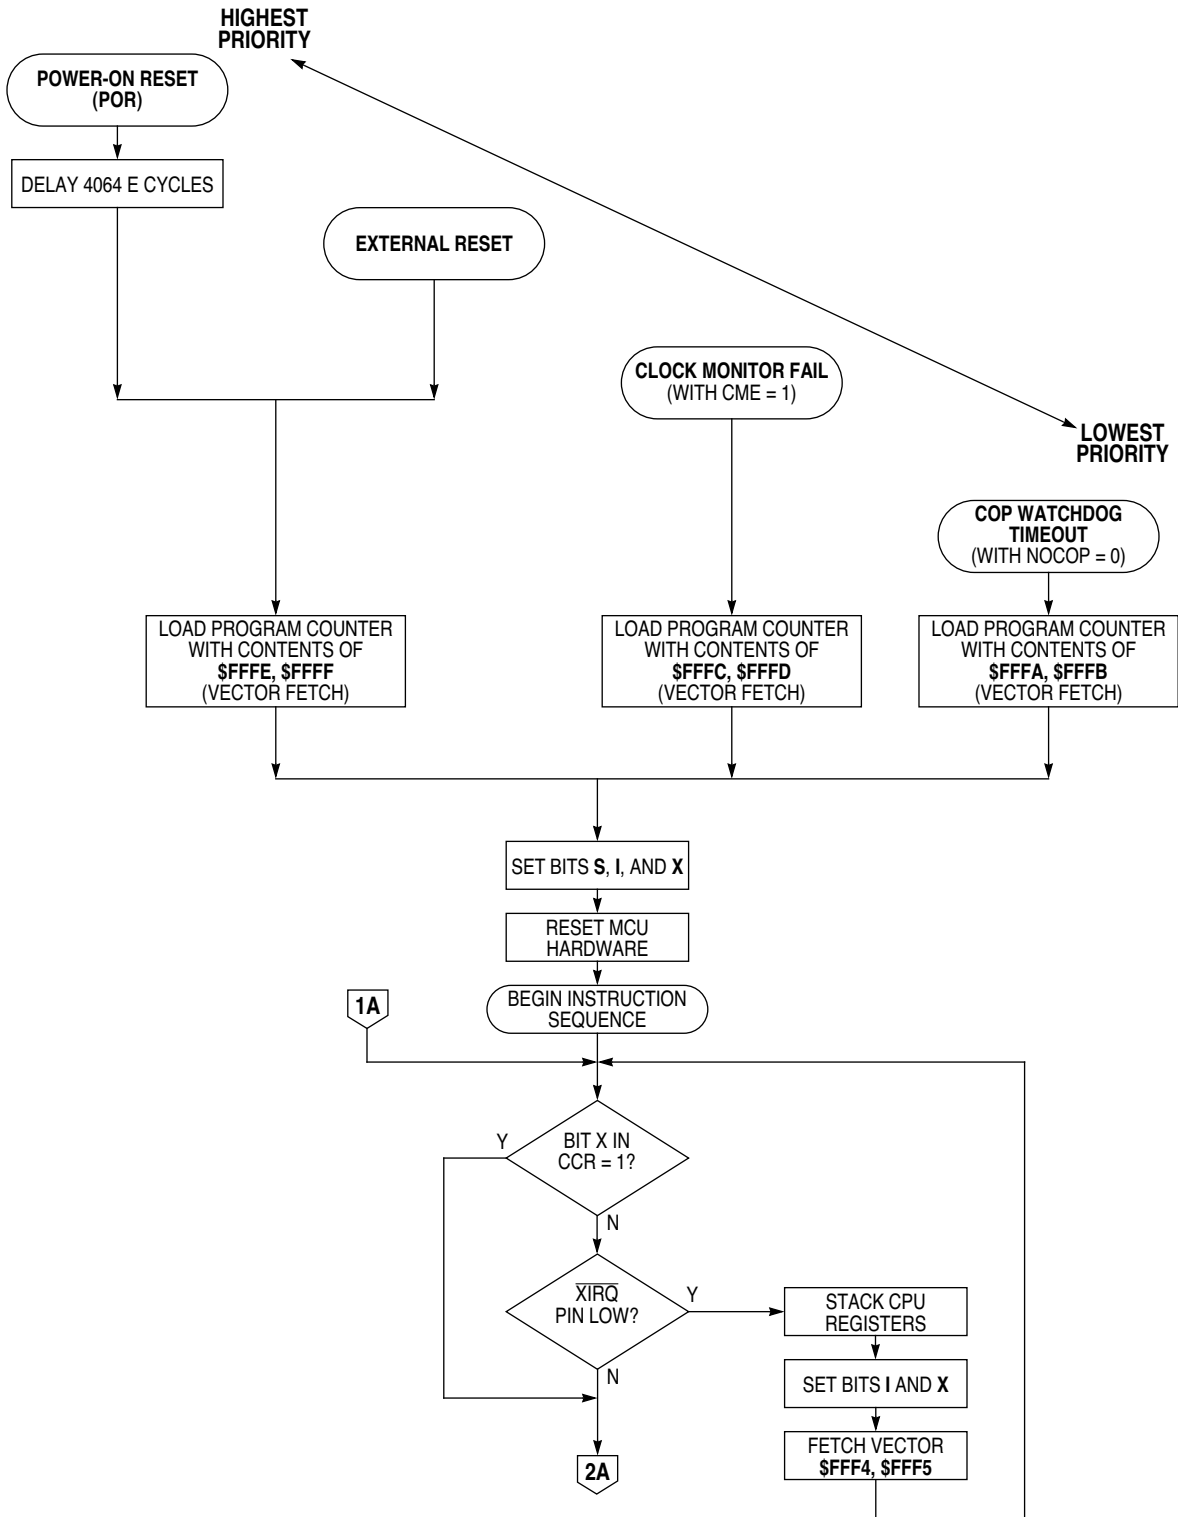 HIGHEST
PRIORITY
POWER-ON RESET
(POR)
DELAY 4064 E CYCLES
EXTERNAL RESET
CLOCK MONITOR FAIL
(WITH CME = 1)
LOWEST
PRIORITY
COP WATCHDOG
TIMEOUT
(WITH NOCOP = 0)
LOAD PROGRAM COUNTER
WITH CONTENTS OF
$FFFE, $FFFF
(VECTOR FETCH)
LOAD PROGRAM COUNTER
WITH CONTENTS OF
$FFFC, $FFFD
(VECTOR FETCH)
LOAD PROGRAM COUNTER
WITH CONTENTS OF
$FFFA, $FFFB
(VECTOR FETCH)
SET BITS S, I, AND X
RESET MCU
HARDWARE
BEGIN INSTRUCTION
SEQUENCE
1A
BIT X IN
CCR = 1?
Y
N
XIRQ
PIN LOW?
Y
N
STACK CPU
REGISTERS
SET BITS I AND X
FETCH VECTOR
$FFF4, $FFF5
2A